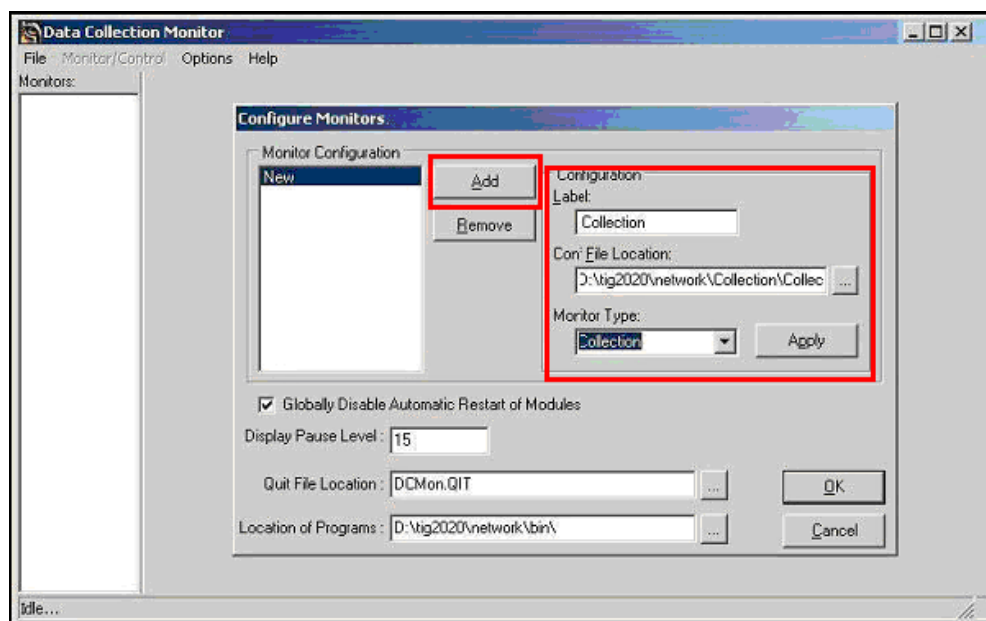 Data Collection Monitor
File Monitor/Control Options Help
Monitors:
Configure Monitors
Monitor Configuration
New
Add
Remove
Configuration
Label:
Collection
Conf File Location:
D:\tig2020\network\Collection\Collec
...
Monitor Type:
Collection
Apply
Globally Disable Automatic Restart of Modules
Display Pause Level : 15
Quit File Location : DCMon.QIT ...
OK
Location of Programs : D:\tig2020\network\bin\ ...
Cancel
Idle...